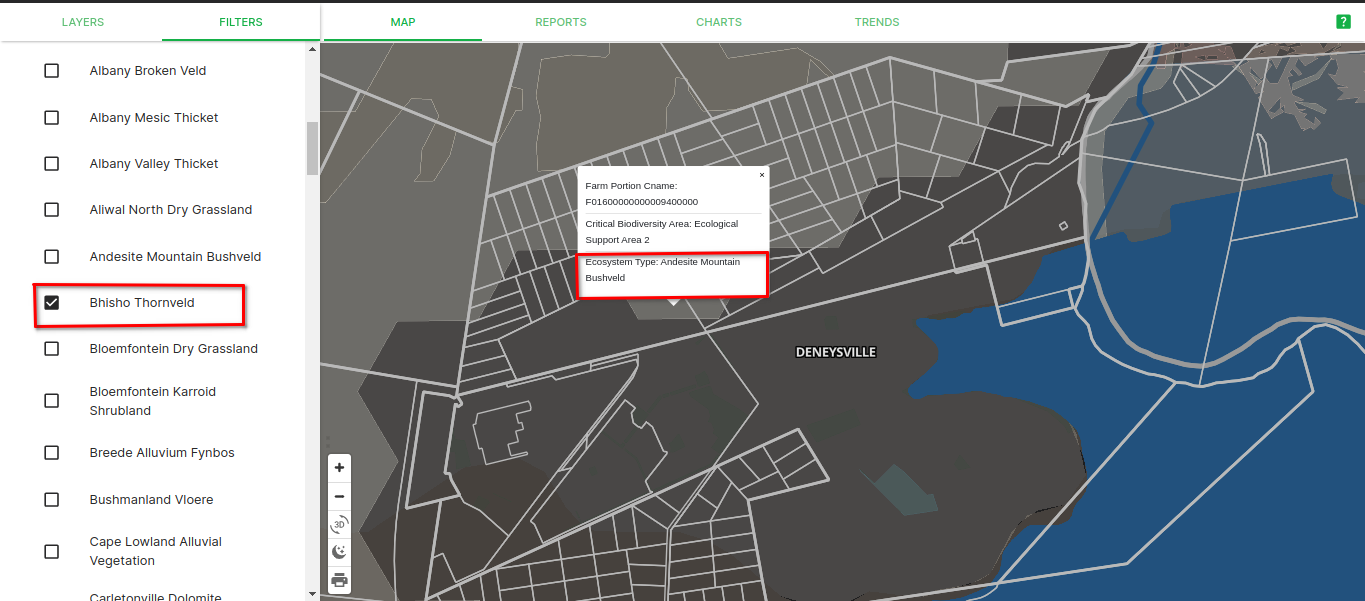 LAYERS
FILTERS
MAP
REPORTS
CHARTS
TRENDS
?
Albany Broken Veld
Albany Mesic Thicket
Albany Valley Thicket
Aliwal North Dry Grassland
Andesite Mountain Bushveld
Bhisho Thornveld
Bloemfontein Dry Grassland
Bloemfontein Karroid
Shrubland
Breede Alluvium Fynbos
Bushmanland Vloere
Cape Lowland Alluvial
Vegetation
Carletonville Dolomite
×
Farm Portion Cname:
F01600000000009400000
Critical Biodiversity Area: Ecological
Support Area 2
Ecosystem Type: Andesite Mountain
Bushveld
DENEYSVILLE
+
−
3D